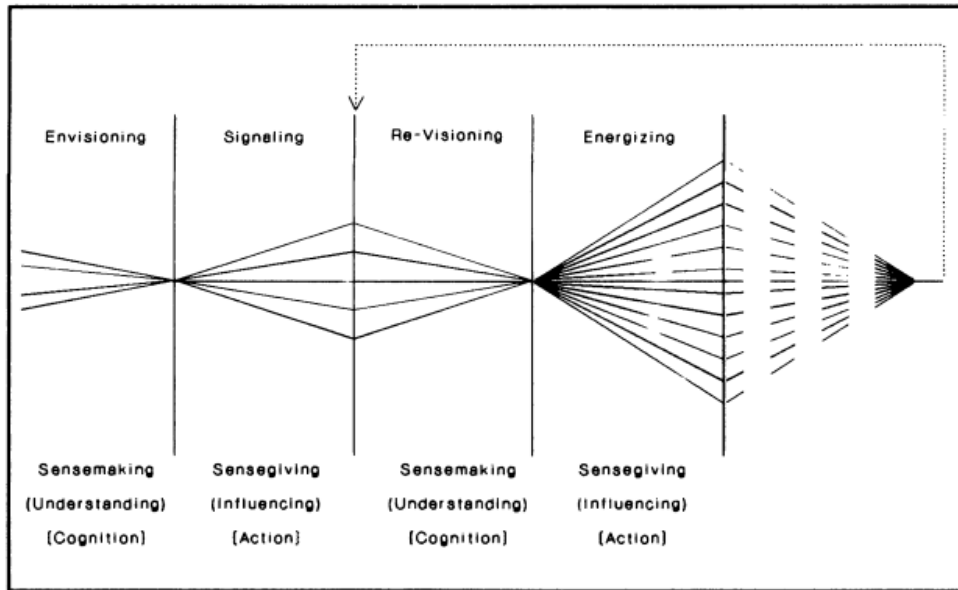 Envisioning
Signaling
Re-Visioning
Energizing
Sensemaking
(Understanding)
[Cognition]
Sensegiving
(Influencing)
[Action]
Sensemaking
(Understanding)
[Cognition]
Sensegiving
(Influencing)
[Action]